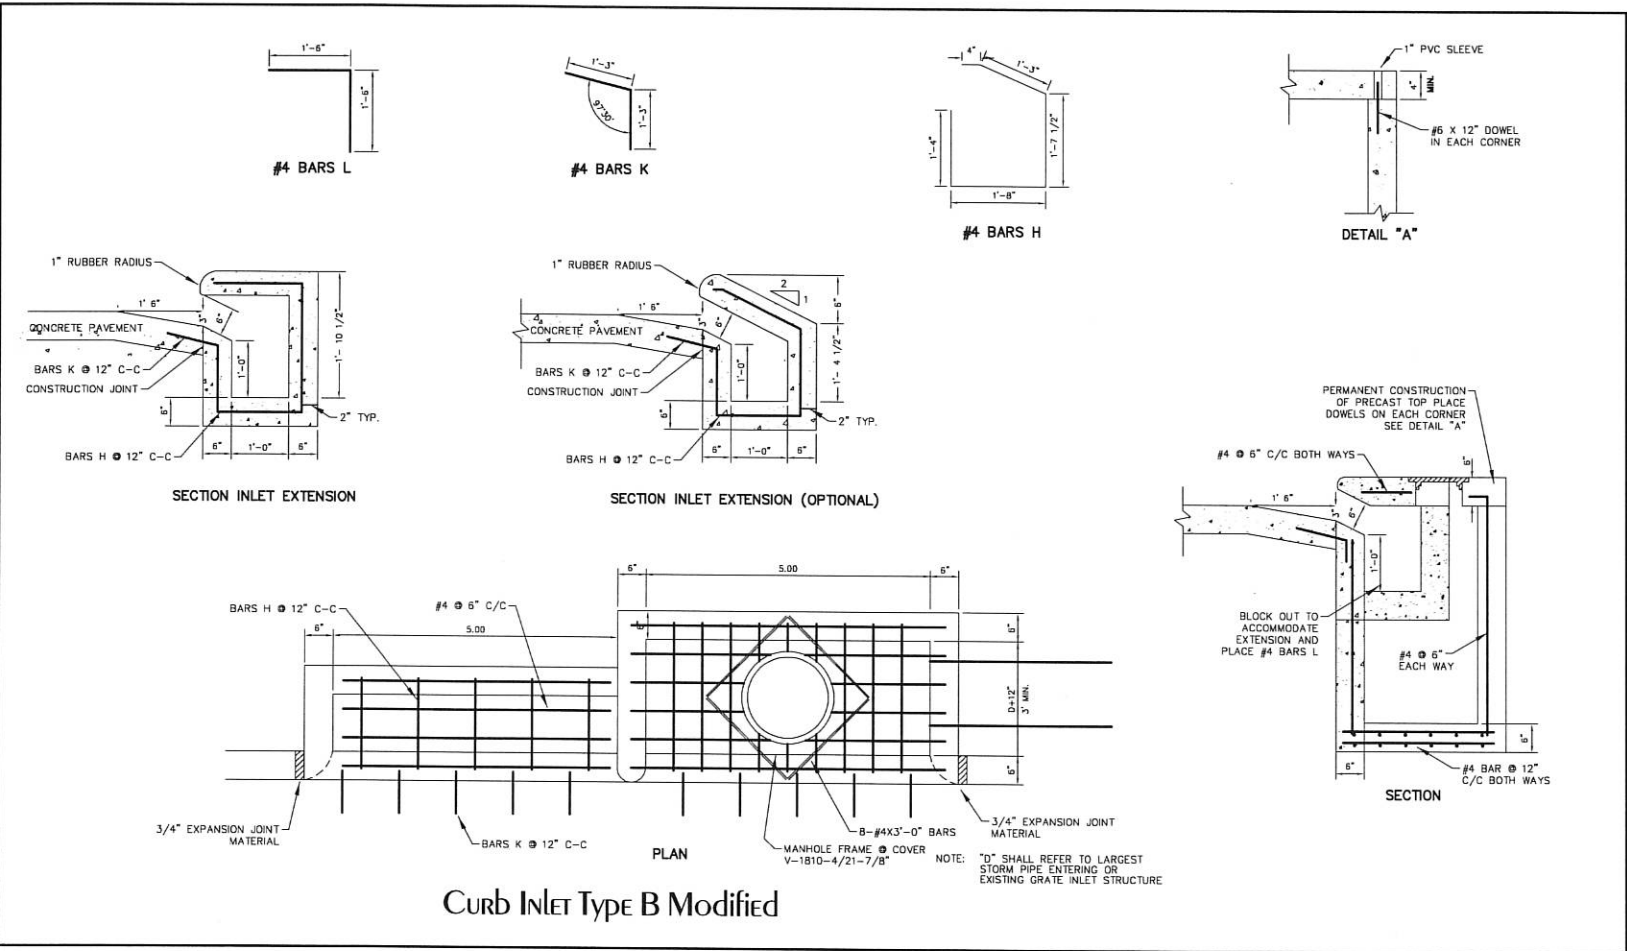 1'-6"
1'-6"
#4 BARS L
1'-3"
97°30'
1'-3"
#4 BARS K
4"
1'-3"
1'-4"
1'-7 1/2"
1'-8"
#4 BARS H
1" PVC SLEEVE
4"
MIN.
#6 X 12" DOWEL
IN EACH CORNER
DETAIL "A"
1" RUBBER RADIUS
1' 6"
3"
6"
CONCRETE PAVEMENT
1'- 10 1/2"
BARS K @ 12" C-C
1'-0"
CONSTRUCTION JOINT
6"
2" TYP.
BARS H @ 12" C-C
6"
1'-0"
6"
SECTION INLET EXTENSION
1" RUBBER RADIUS
2
1
6"
1' 6"
3"
6"
CONCRETE PAVEMENT
1'- 4 1/2"
BARS K @ 12" C-C
1'-0"
CONSTRUCTION JOINT
6"
2" TYP.
BARS H @ 12" C-C
6"
1'-0"
6"
SECTION INLET EXTENSION (OPTIONAL)
PERMANENT CONSTRUCTION
OF PRECAST TOP PLACE
DOWELS ON EACH CORNER
SEE DETAIL "A"
#4 @ 6" C/C BOTH WAYS
6"
1' 6"
3"
6"
1'-0"
BLOCK OUT TO
ACCOMMODATE
EXTENSION AND
PLACE #4 BARS L
#4 @ 6"
EACH WAY
6"
6"
#4 BAR @ 12"
C/C BOTH WAYS
SECTION
6"
5.00
6"
BARS H @ 12" C-C
#4 @ 6" C/C
6"
5.00
6"
6"
D+12"
3' MIN.
6"
3/4" EXPANSION JOINT
MATERIAL
BARS K @ 12" C-C
PLAN
8-#4X3'-0" BARS
MANHOLE FRAME @ COVER
V-1810-4/21-7/8"
3/4" EXPANSION JOINT
MATERIAL
NOTE: "D" SHALL REFER TO LARGEST
STORM PIPE ENTERING OR
EXISTING GRATE INLET STRUCTURE
Curb Inlet Type B Modified